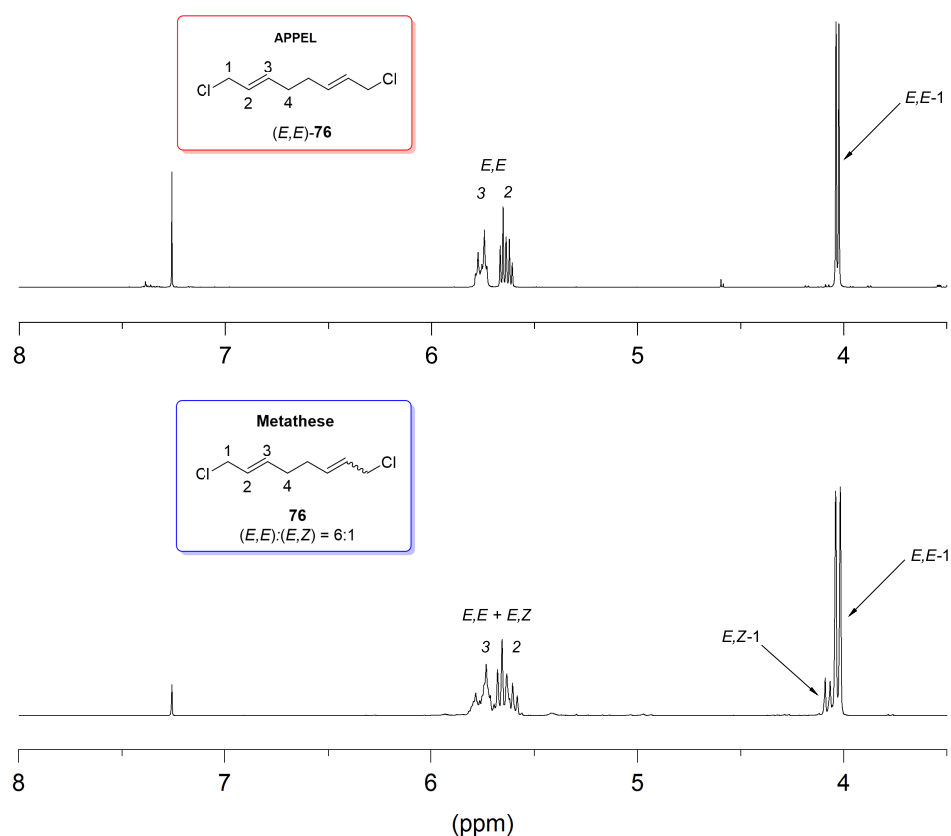 APPEL
1
3
Cl
Cl
2
4
(E,E)-76
E,E
3
2
E,E-1
8
7
6
5
4
Metathese
1
3
Cl
Cl
2
4
76
(E,E):(E,Z) = 6:1
E,E + E,Z
3
2
E,Z-1
E,E-1
8
7
6
5
4
(ppm)